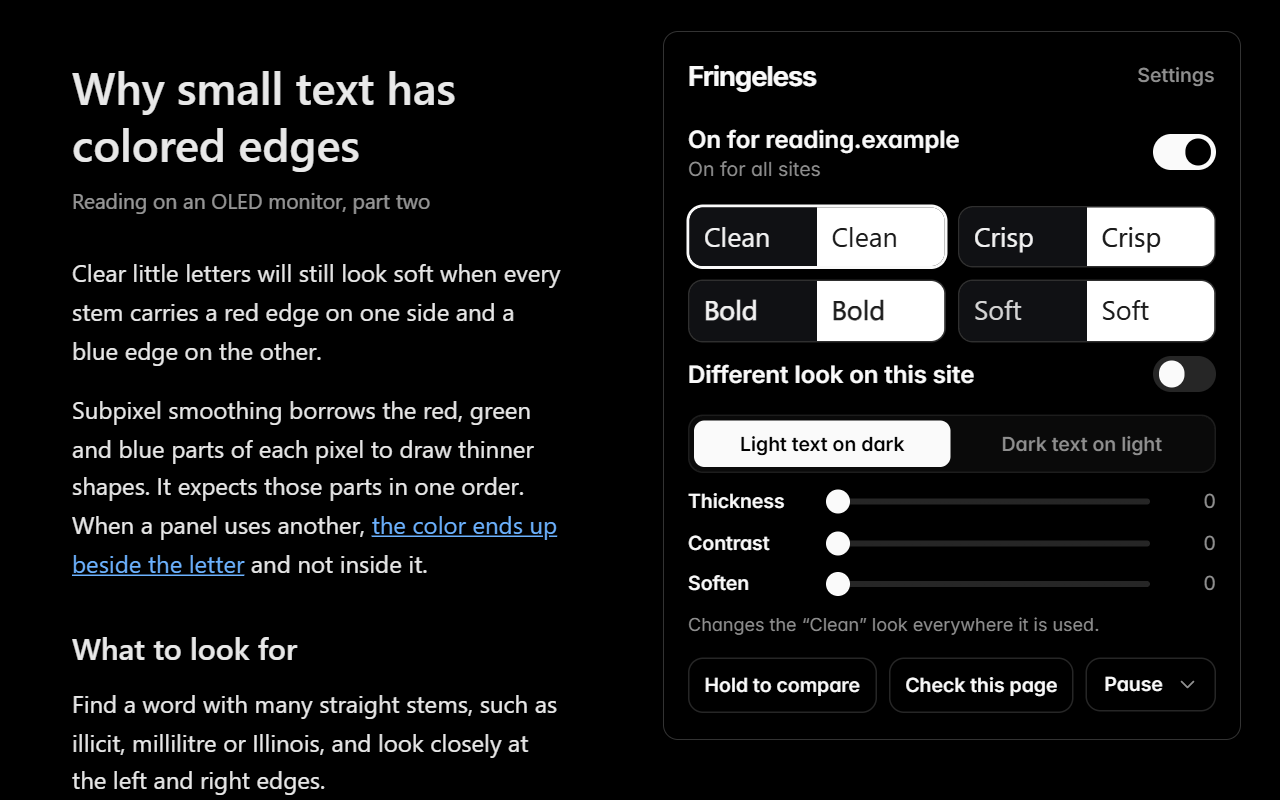 Why small text has
colored edges
Reading on an OLED monitor, part two
Clear little letters will still look soft when every
stem carries a red edge on one side and a
blue edge on the other.
Subpixel smoothing borrows the red, green
and blue parts of each pixel to draw thinner
shapes. It expects those parts in one order.
When a panel uses another, the color ends up
beside the letter and not inside it.
What to look for
Find a word with many straight stems, such as
illicit, millilitre or Illinois, and look closely at
the left and right edges.
Fringeless
Settings
On for reading.example
On for all sites
Clean Clean
Crisp Crisp
Bold Bold
Soft Soft
Different look on this site
Light text on dark
Dark text on light
Thickness 0
Contrast 0
Soften 0
Changes the “Clean” look everywhere it is used.
Hold to compare
Check this page
Pause